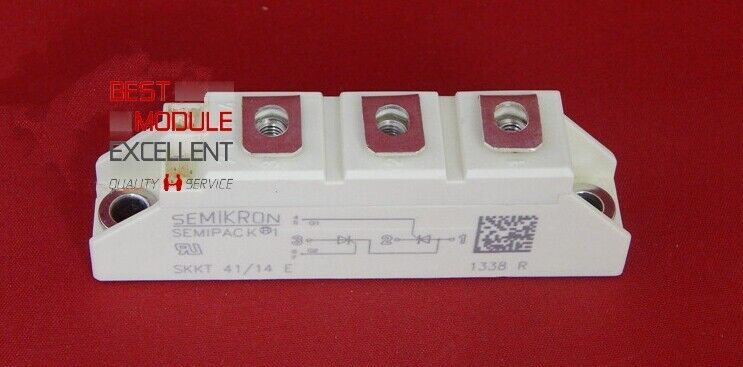 BEST
MODULE
EXCELLENT
QUALITY SERVICE
SEMIKRON
SEMIPACK® 1
3 2 1
SKKT 41/14 E
1338 R